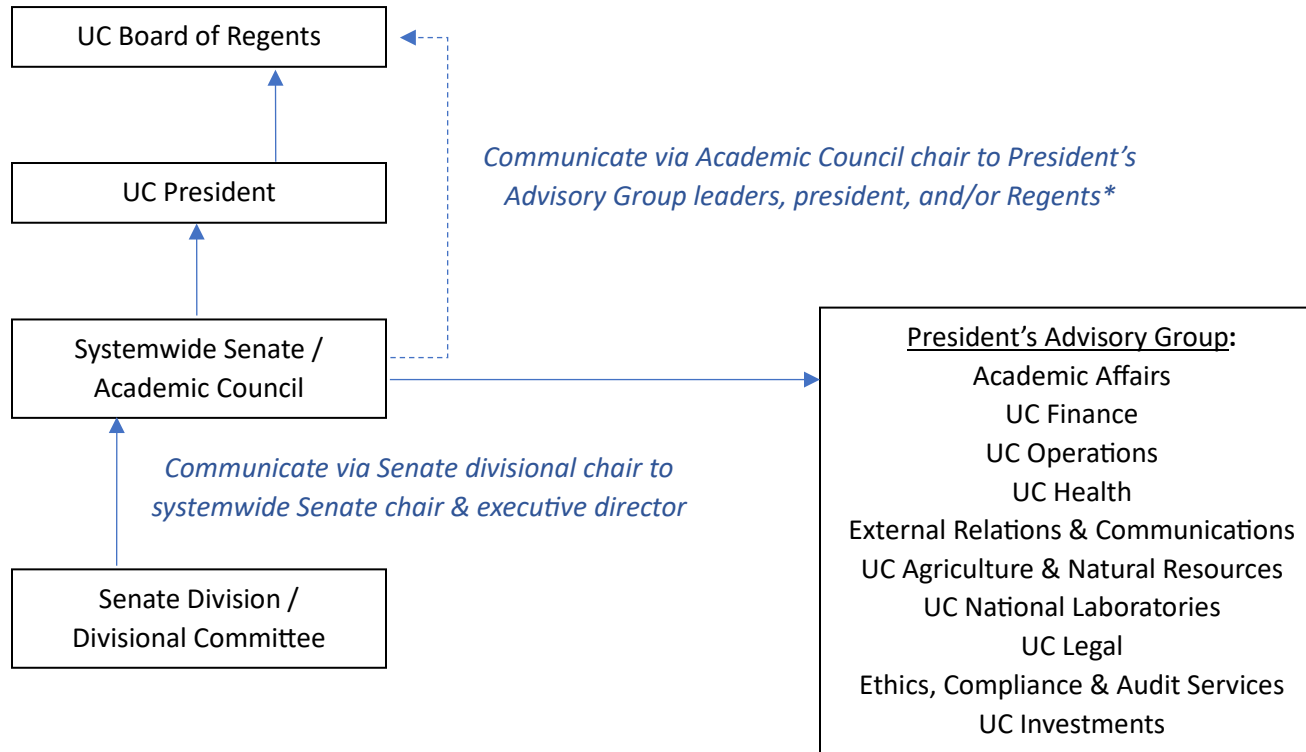 UC Board of Regents
Communicate via Academic Council chair to President’s
Advisory Group leaders, president, and/or Regents*
UC President
Systemwide Senate /
Academic Council
President’s Advisory Group:
Academic Affairs
UC Finance
UC Operations
UC Health
External Relations & Communications
UC Agriculture & Natural Resources
UC National Laboratories
UC Legal
Ethics, Compliance & Audit Services
UC Investments
Communicate via Senate divisional chair to
systemwide Senate chair & executive director
Senate Division /
Divisional Committee